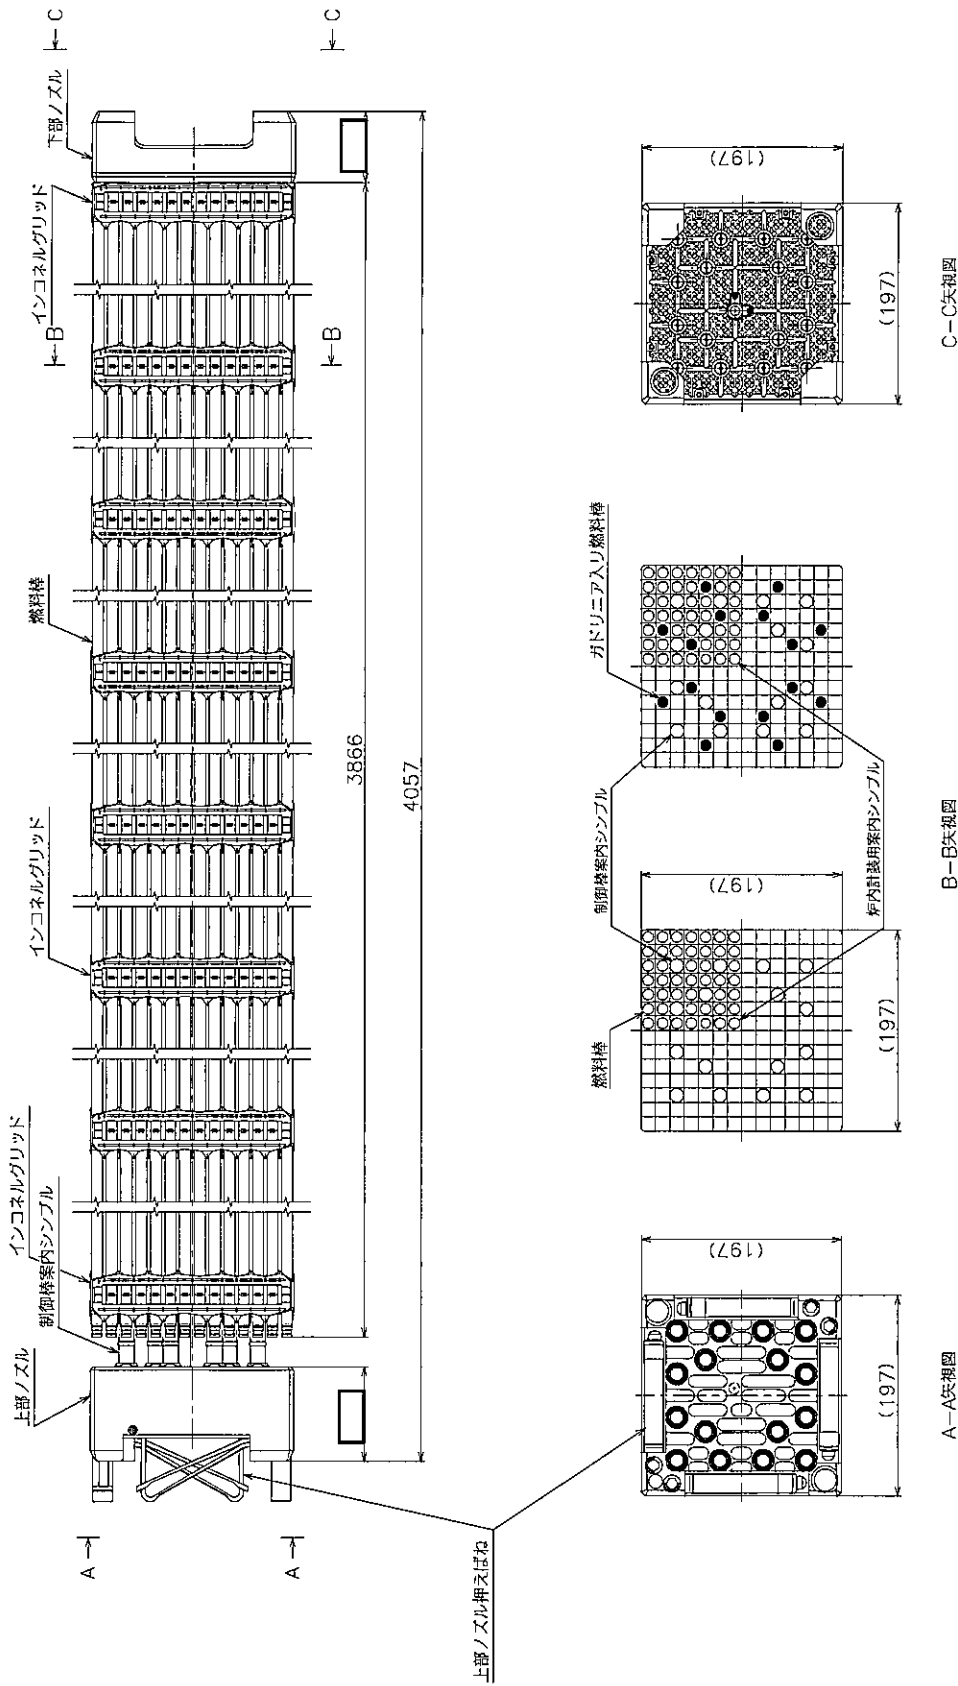 A
A
上部ノズル
制御棒案内シンプル
インコネルグリッド
インコネルグリッド
燃料棒
B
B
インコネルグリッド
下部ノズル
C
C
3866
4057
上部ノズル押えばね
(197)
(197)
A-A矢視図
燃料棒
制御棒案内シンプル
炉内計装用案内シンプル
ガドリニア入り燃料棒
(197)
(197)
B-B矢視図
(197)
(197)
C-C矢視図